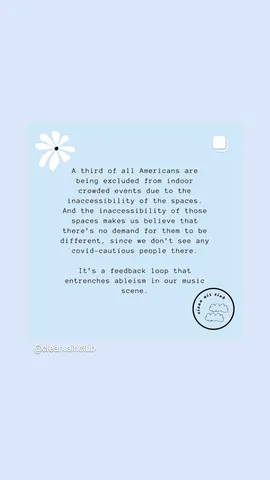 A third of all Americans are
being excluded from indoor
crowded events due to the
inaccessibility of the spaces.
And the inaccessibility of those
spaces makes us believe that
there's no demand for them to be
different, since we don't see any
covid-cautious people there.
It's a feedback loop that
entrenches ableism in our music
scene.
clean air club
@clean.air.club